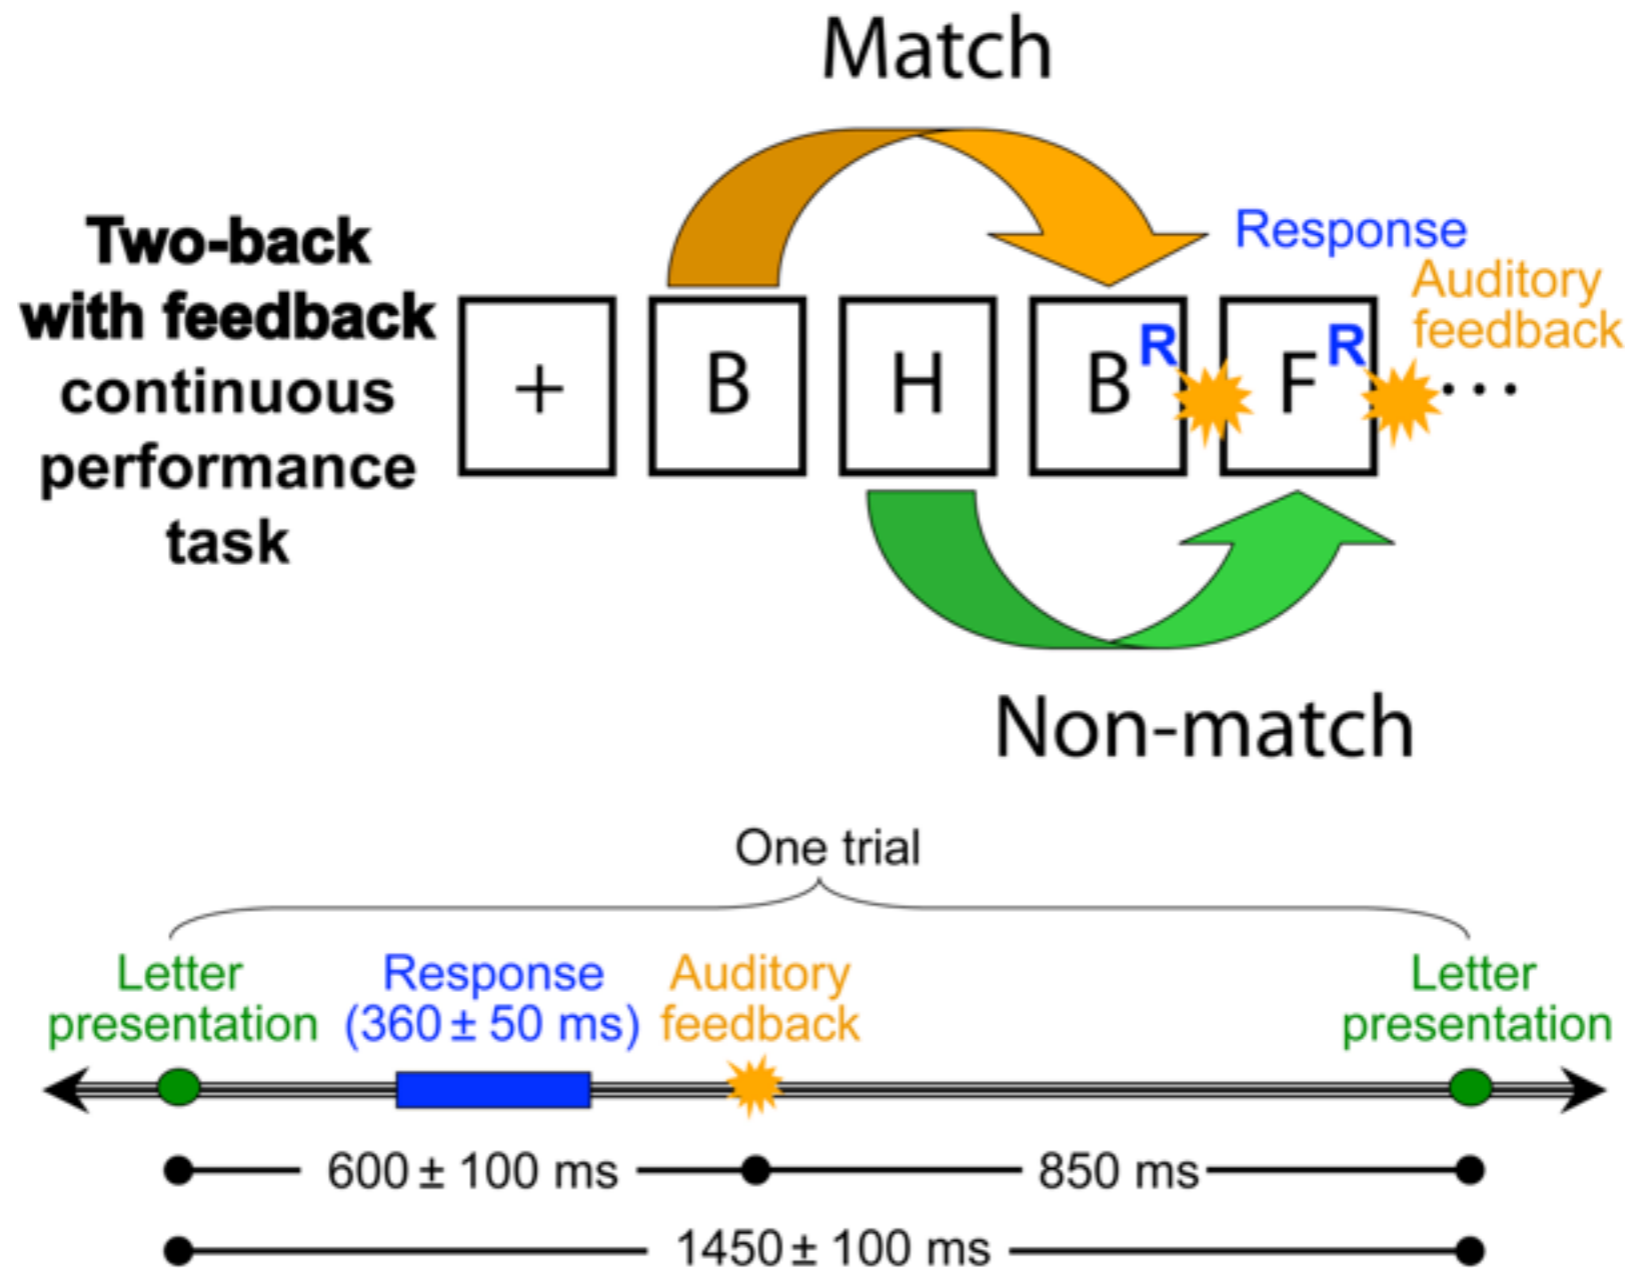 Match
Two-back
with feedback
continuous
performance
task
Response
Auditory
feedback
+
B
H
B R
F R
...
Non-match
One trial
Letter
presentation
Response
(360 ± 50 ms)
Auditory
feedback
Letter
presentation
600 ± 100 ms
850 ms
1450 ± 100 ms